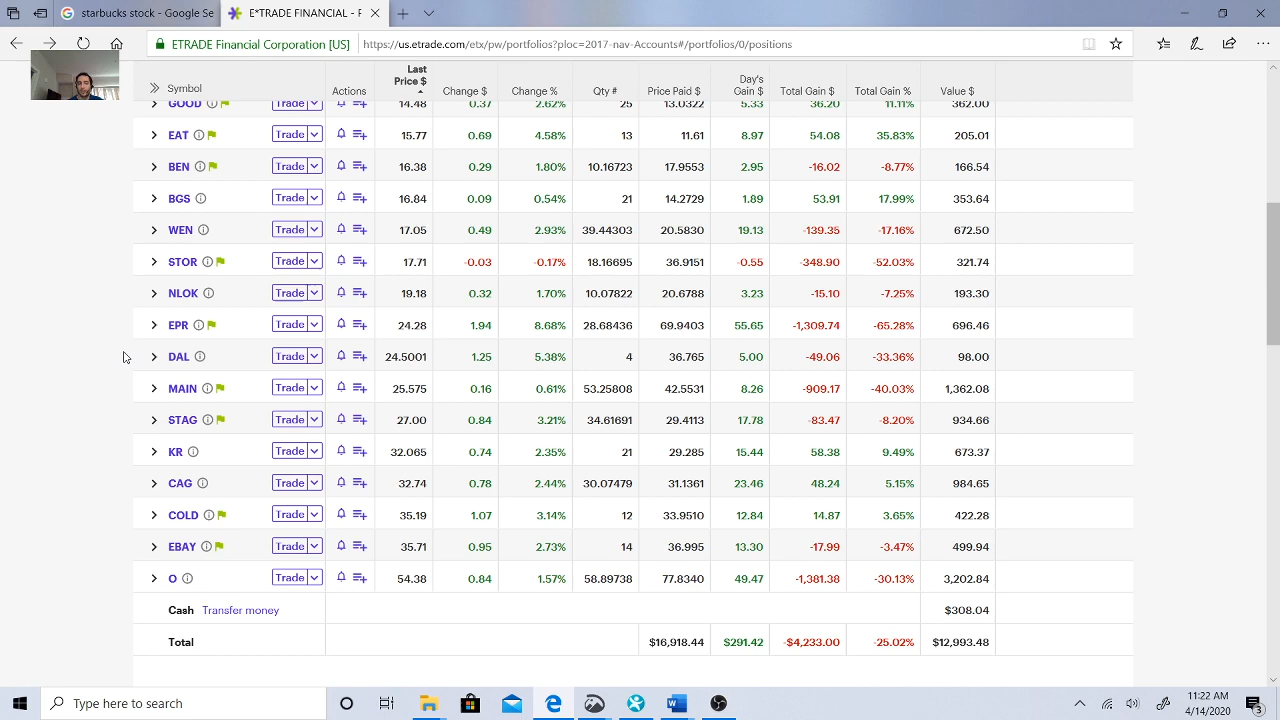 starbucks stock - Google Se
E*TRADE Financial - F
ETRADE Financial Corporation [US] https://us.etrade.com/etx/pw/portfolios?ploc=2017-nav-Accounts#/portfolios/0/positions
Symbol Actions Last Price $ Change $ Change % Qty # Price Paid $ Day's Gain $ Total Gain $ Total Gain % Value $
GOOD Trade 14.48 0.37 2.62% 25 13.0322 5.33 36.20 11.11% 362.00
EAT Trade 15.77 0.69 4.58% 13 11.61 8.97 54.08 35.83% 205.01
BEN Trade 16.38 0.29 1.80% 10.16723 17.9553 2.95 -16.02 -8.77% 166.54
BGS Trade 16.84 0.09 0.54% 21 14.2729 1.89 53.91 17.99% 353.64
WEN Trade 17.05 0.49 2.93% 39.44303 20.5830 19.13 -139.35 -17.16% 672.50
STOR Trade 17.71 -0.03 -0.17% 18.16695 36.9151 -0.55 -348.90 -52.03% 321.74
NLOK Trade 19.18 0.32 1.70% 10.07822 20.6788 3.23 -15.10 -7.25% 193.30
EPR Trade 24.28 1.94 8.68% 28.68436 69.9403 55.65 -1,309.74 -65.28% 696.46
DAL Trade 24.5001 1.25 5.38% 4 36.765 5.00 -49.06 -33.36% 98.00
MAIN Trade 25.575 0.16 0.61% 53.25808 42.5531 8.26 -909.17 -40.03% 1,362.08
STAG Trade 27.00 0.84 3.21% 34.61691 29.4113 17.78 -83.47 -8.20% 934.66
KR Trade 32.065 0.74 2.35% 21 29.285 15.44 58.38 9.49% 673.37
CAG Trade 32.74 0.78 2.44% 30.07479 31.1361 23.46 48.24 5.15% 984.65
COLD Trade 35.19 1.07 3.14% 12 33.9510 12.84 14.87 3.65% 422.28
EBAY Trade 35.71 0.95 2.73% 14 36.995 13.30 -17.99 -3.47% 499.94
O Trade 54.38 0.84 1.57% 58.89738 77.8340 49.47 -1,381.38 -30.13% 3,202.84
Cash Transfer money $308.04
Total $16,918.44 $291.42 -$4,233.00 -25.02% $12,993.48
Type here to search
11:22 AM
4/14/2020
3